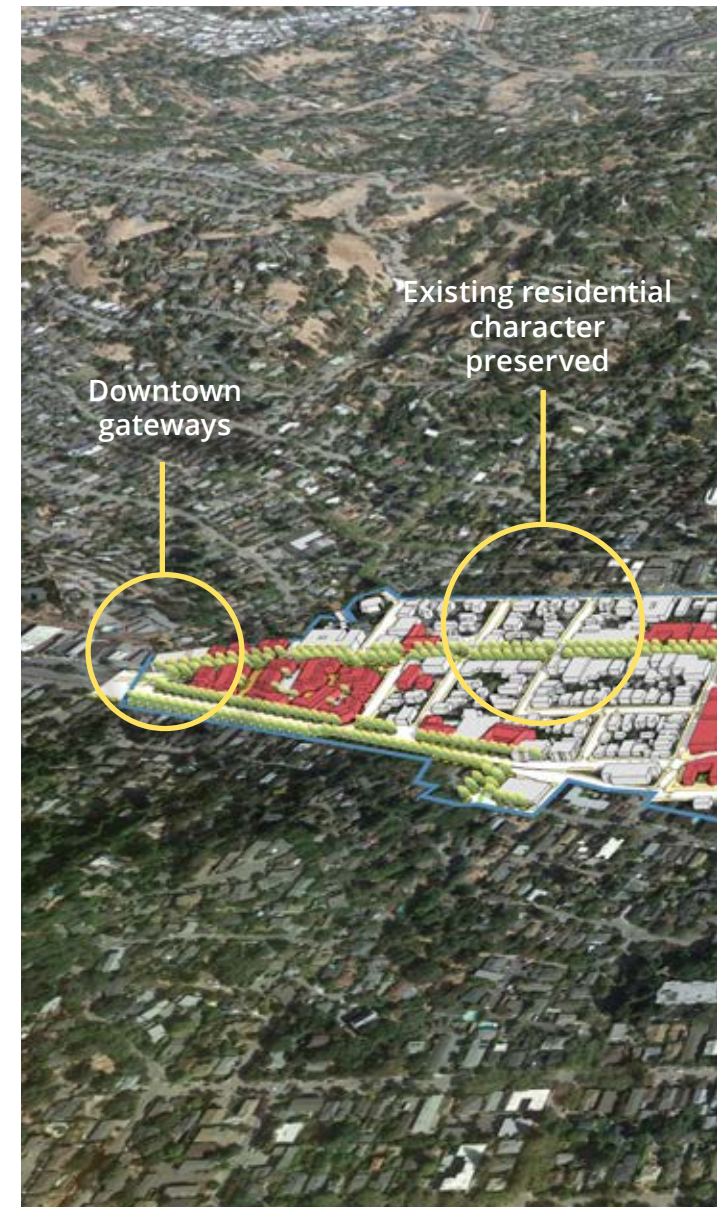 Existing residential
character
preserved
Downtown
gateways